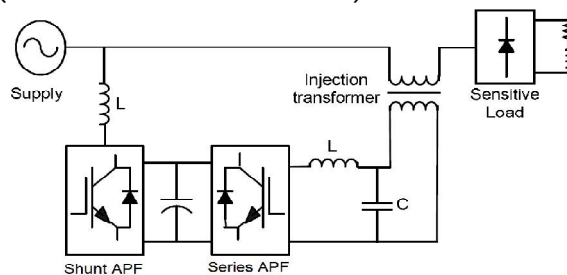 Supply
L
Injection
transformer
Sensitive
Load
L
C
Shunt APF
Series APF